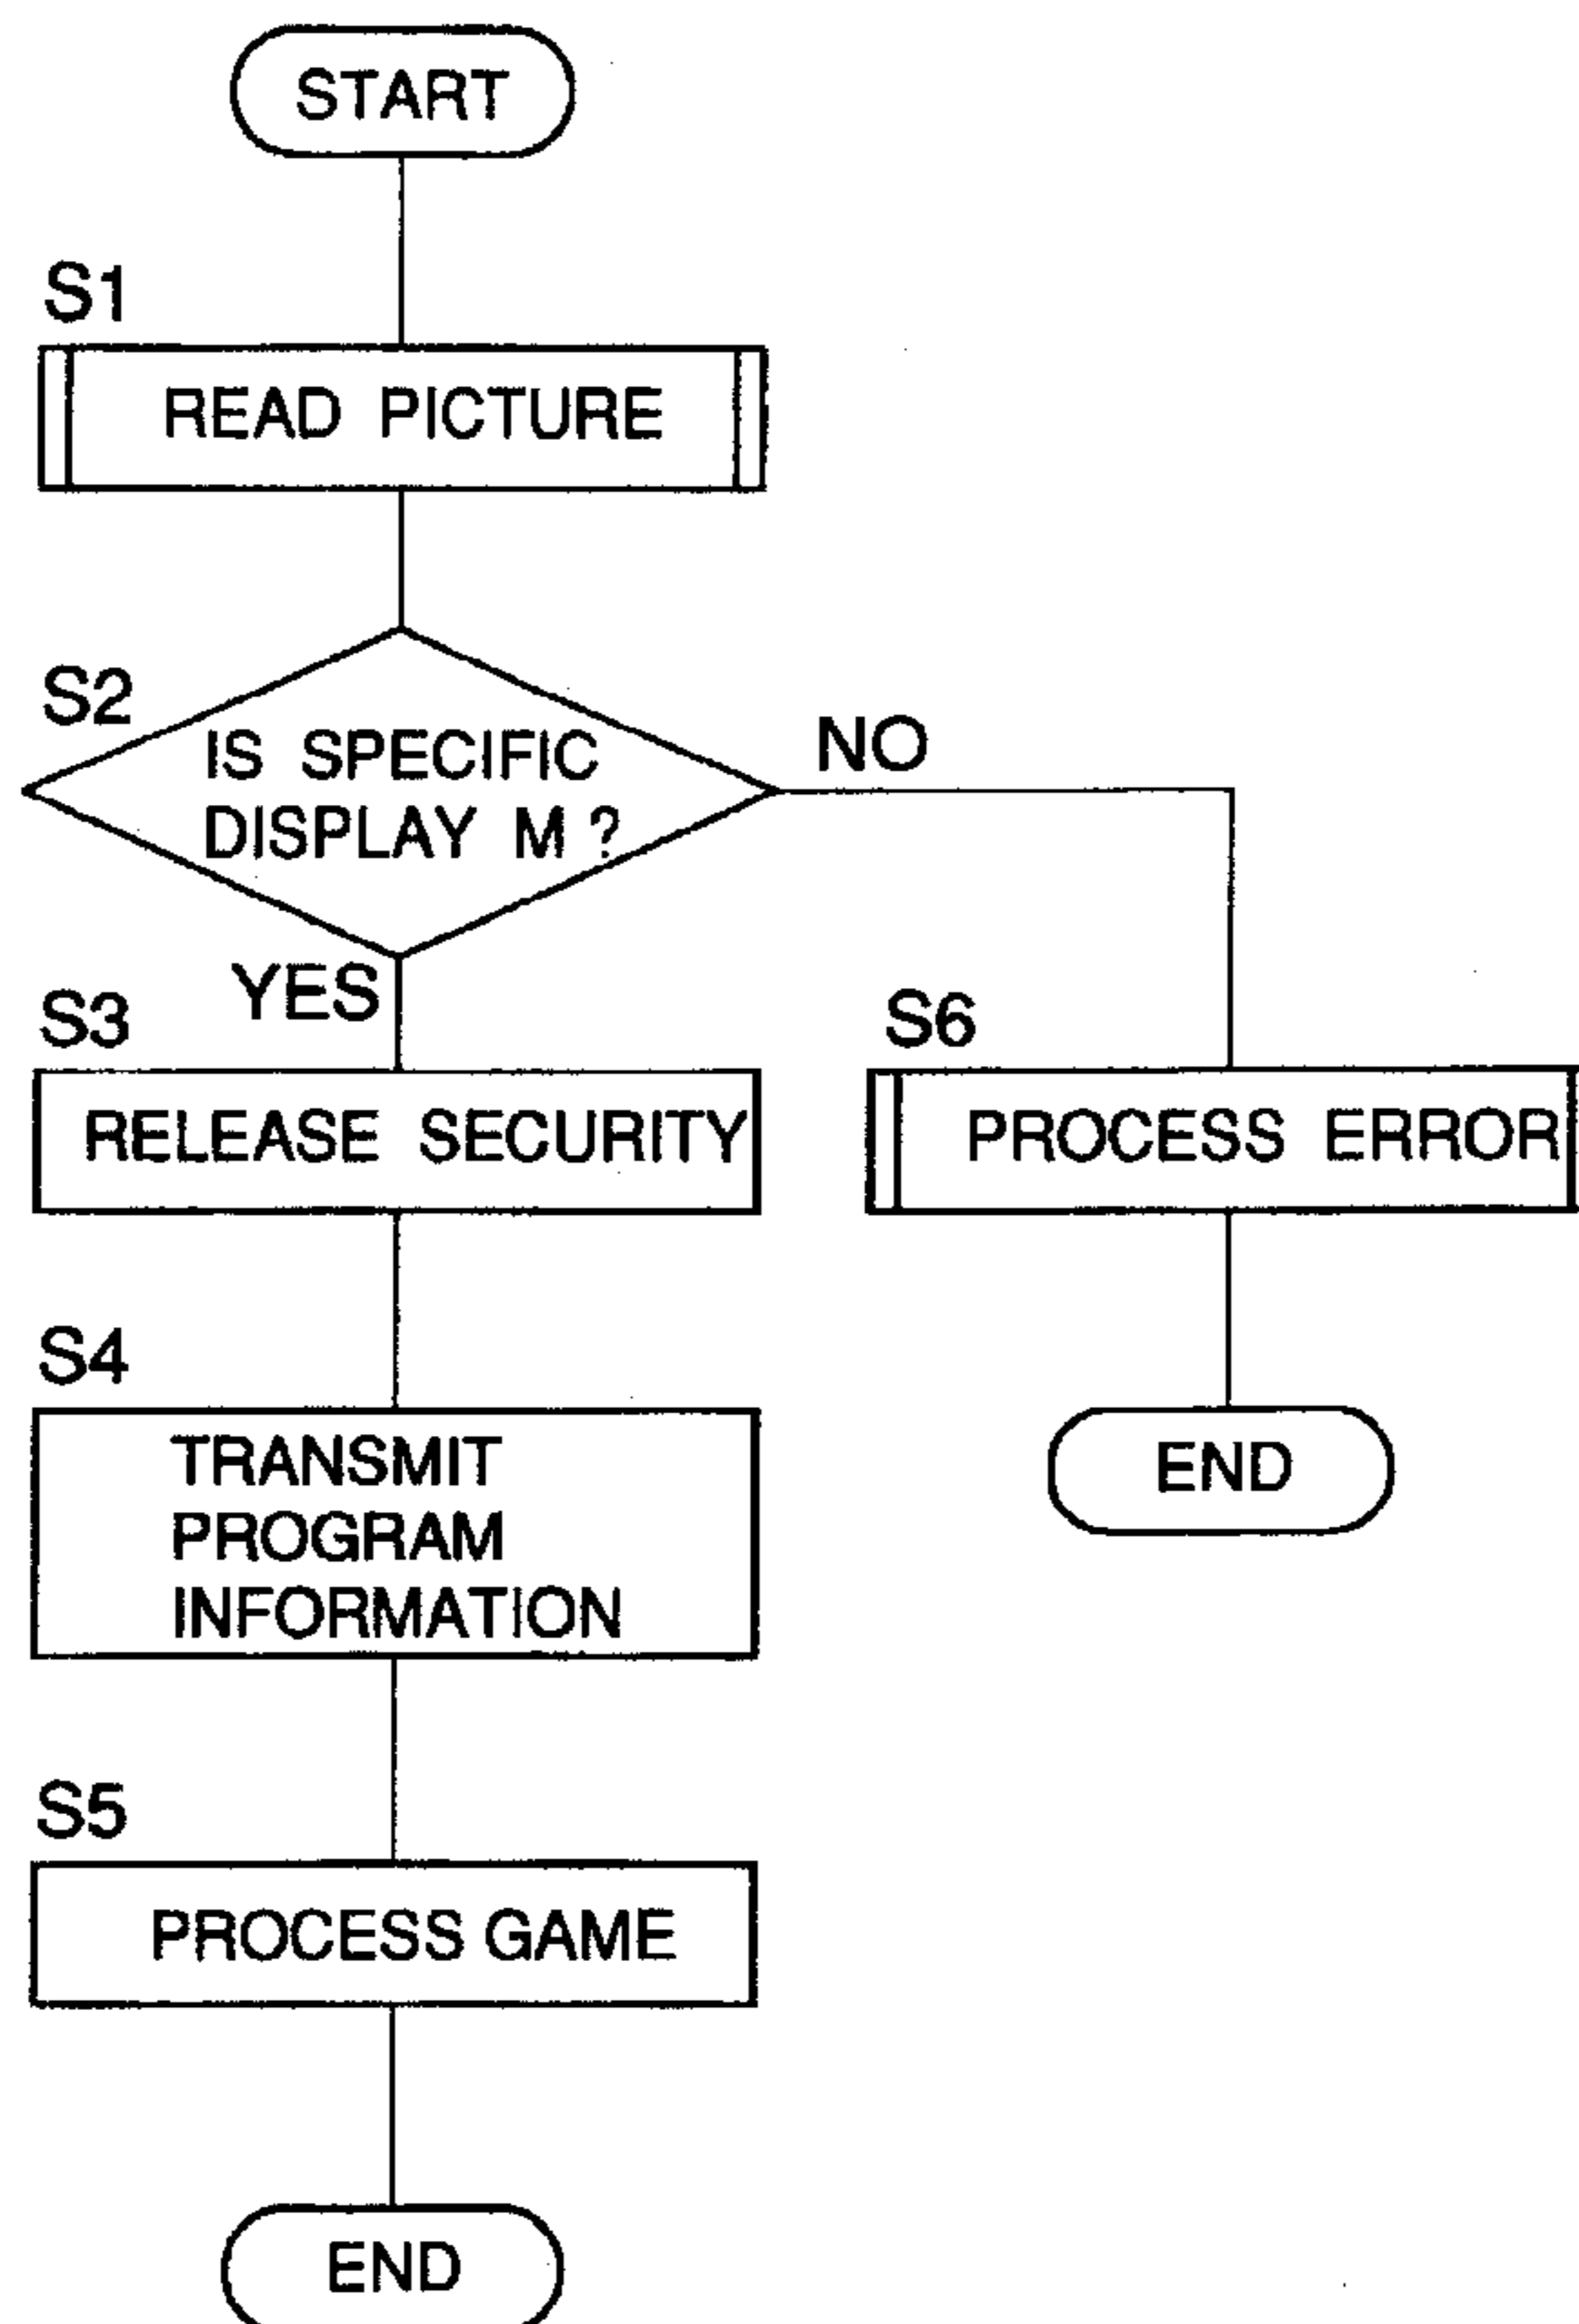 START
S1
READ PICTURE
S2
IS SPECIFIC
DISPLAY M ?
NO
YES
S3
RELEASE SECURITY
S6
PROCESS ERROR
S4
TRANSMIT
PROGRAM
INFORMATION
END
S5
PROCESS GAME
END